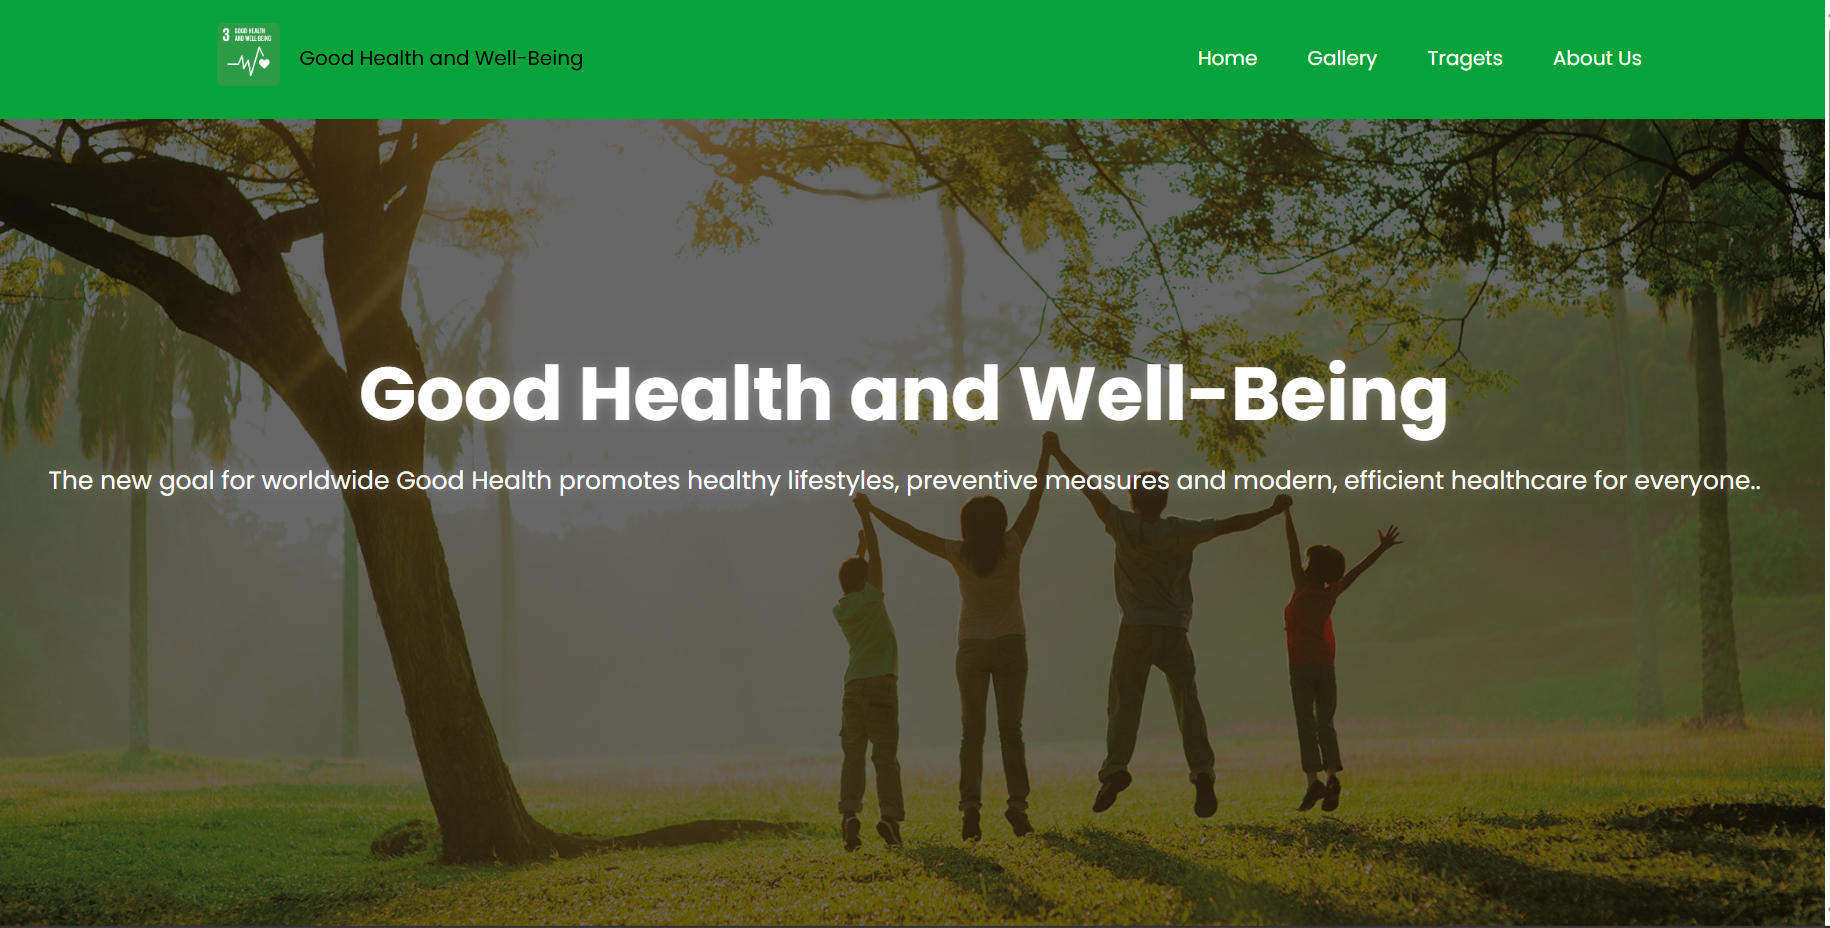 3 GOOD HEALTH
AND WELL-BEING
Good Health and Well-Being
Home Gallery Tragets About Us
Good Health and Well-Being
The new goal for worldwide Good Health promotes healthy lifestyles, preventive measures and modern, efficient healthcare for everyone..